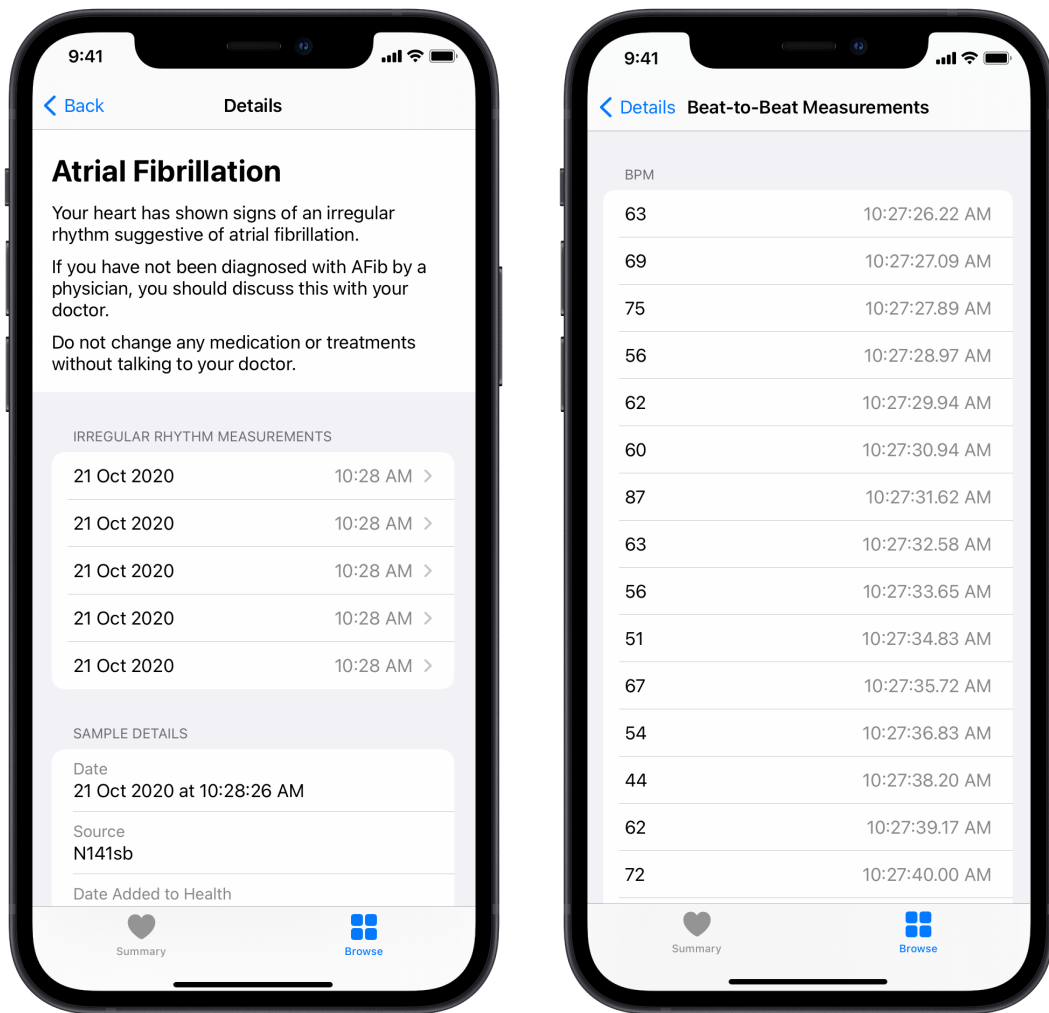 9:41
Back
Details
Atrial Fibrillation
Your heart has shown signs of an irregular
rhythm suggestive of atrial fibrillation.
If you have not been diagnosed with AFib by a
physician, you should discuss this with your
doctor.
Do not change any medication or treatments
without talking to your doctor.
IRREGULAR RHYTHM MEASUREMENTS
21 Oct 2020 10:28 AM
21 Oct 2020 10:28 AM
21 Oct 2020 10:28 AM
21 Oct 2020 10:28 AM
21 Oct 2020 10:28 AM
SAMPLE DETAILS
Date
21 Oct 2020 at 10:28:26 AM
Source
N141sb
Date Added to Health
Summary
Browse
9:41
Details
Beat-to-Beat Measurements
BPM
63 10:27:26.22 AM
69 10:27:27.09 AM
75 10:27:27.89 AM
56 10:27:28.97 AM
62 10:27:29.94 AM
60 10:27:30.94 AM
87 10:27:31.62 AM
63 10:27:32.58 AM
56 10:27:33.65 AM
51 10:27:34.83 AM
67 10:27:35.72 AM
54 10:27:36.83 AM
44 10:27:38.20 AM
62 10:27:39.17 AM
72 10:27:40.00 AM
Summary
Browse